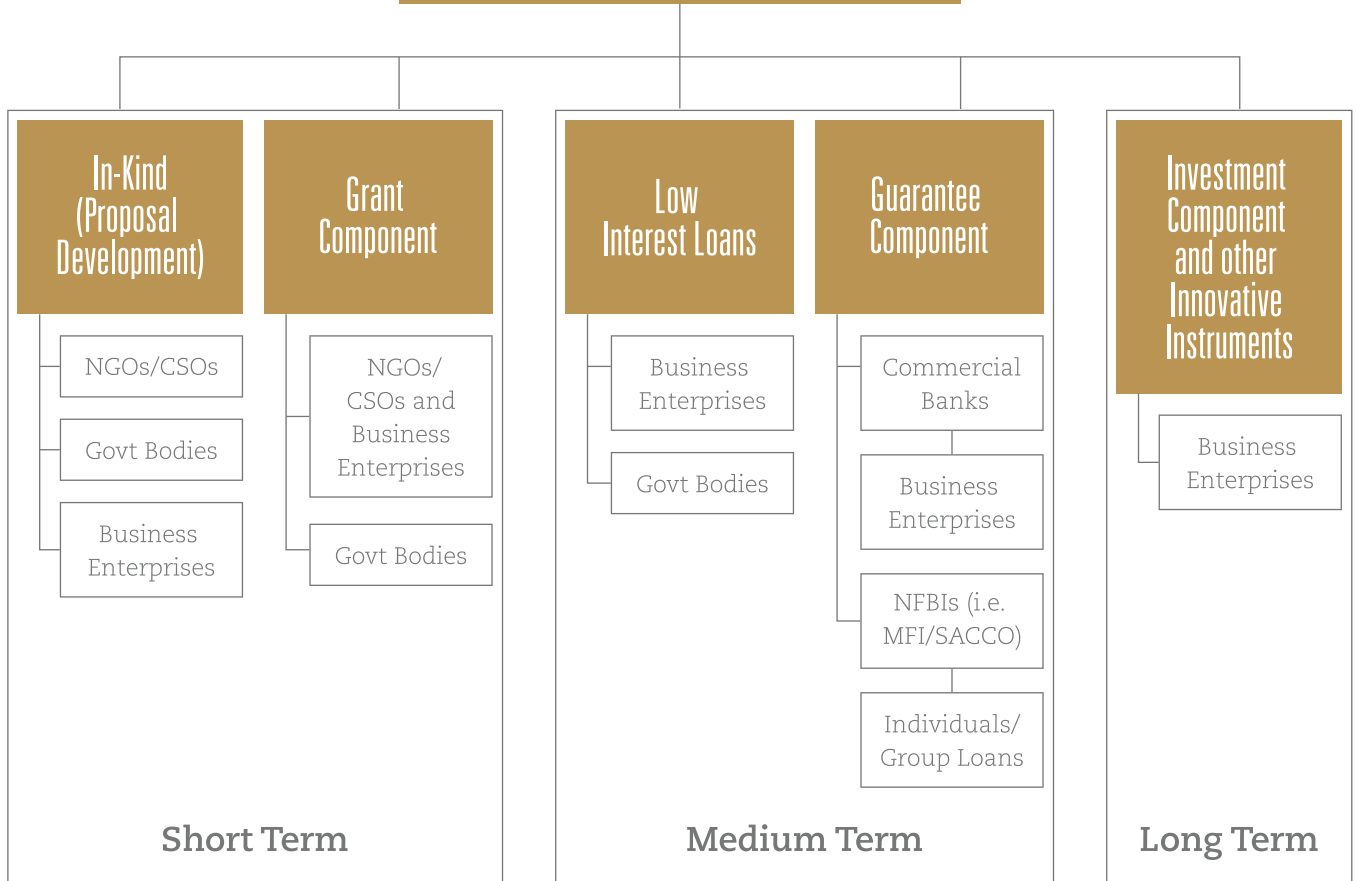 In-Kind
(Proposal
Development)
NGOs/CSOs
Govt Bodies
Business
Enterprises
Grant
Component
NGOs/
CSOs and
Business
Enterprises
Govt Bodies
Short Term
Low
Interest Loans
Business
Enterprises
Govt Bodies
Guarantee
Component
Commercial
Banks
Business
Enterprises
NFBIs (i.e.
MFI/SACCO)
Individuals/
Group Loans
Medium Term
Investment
Component
and other
Innovative
Instruments
Business
Enterprises
Long Term